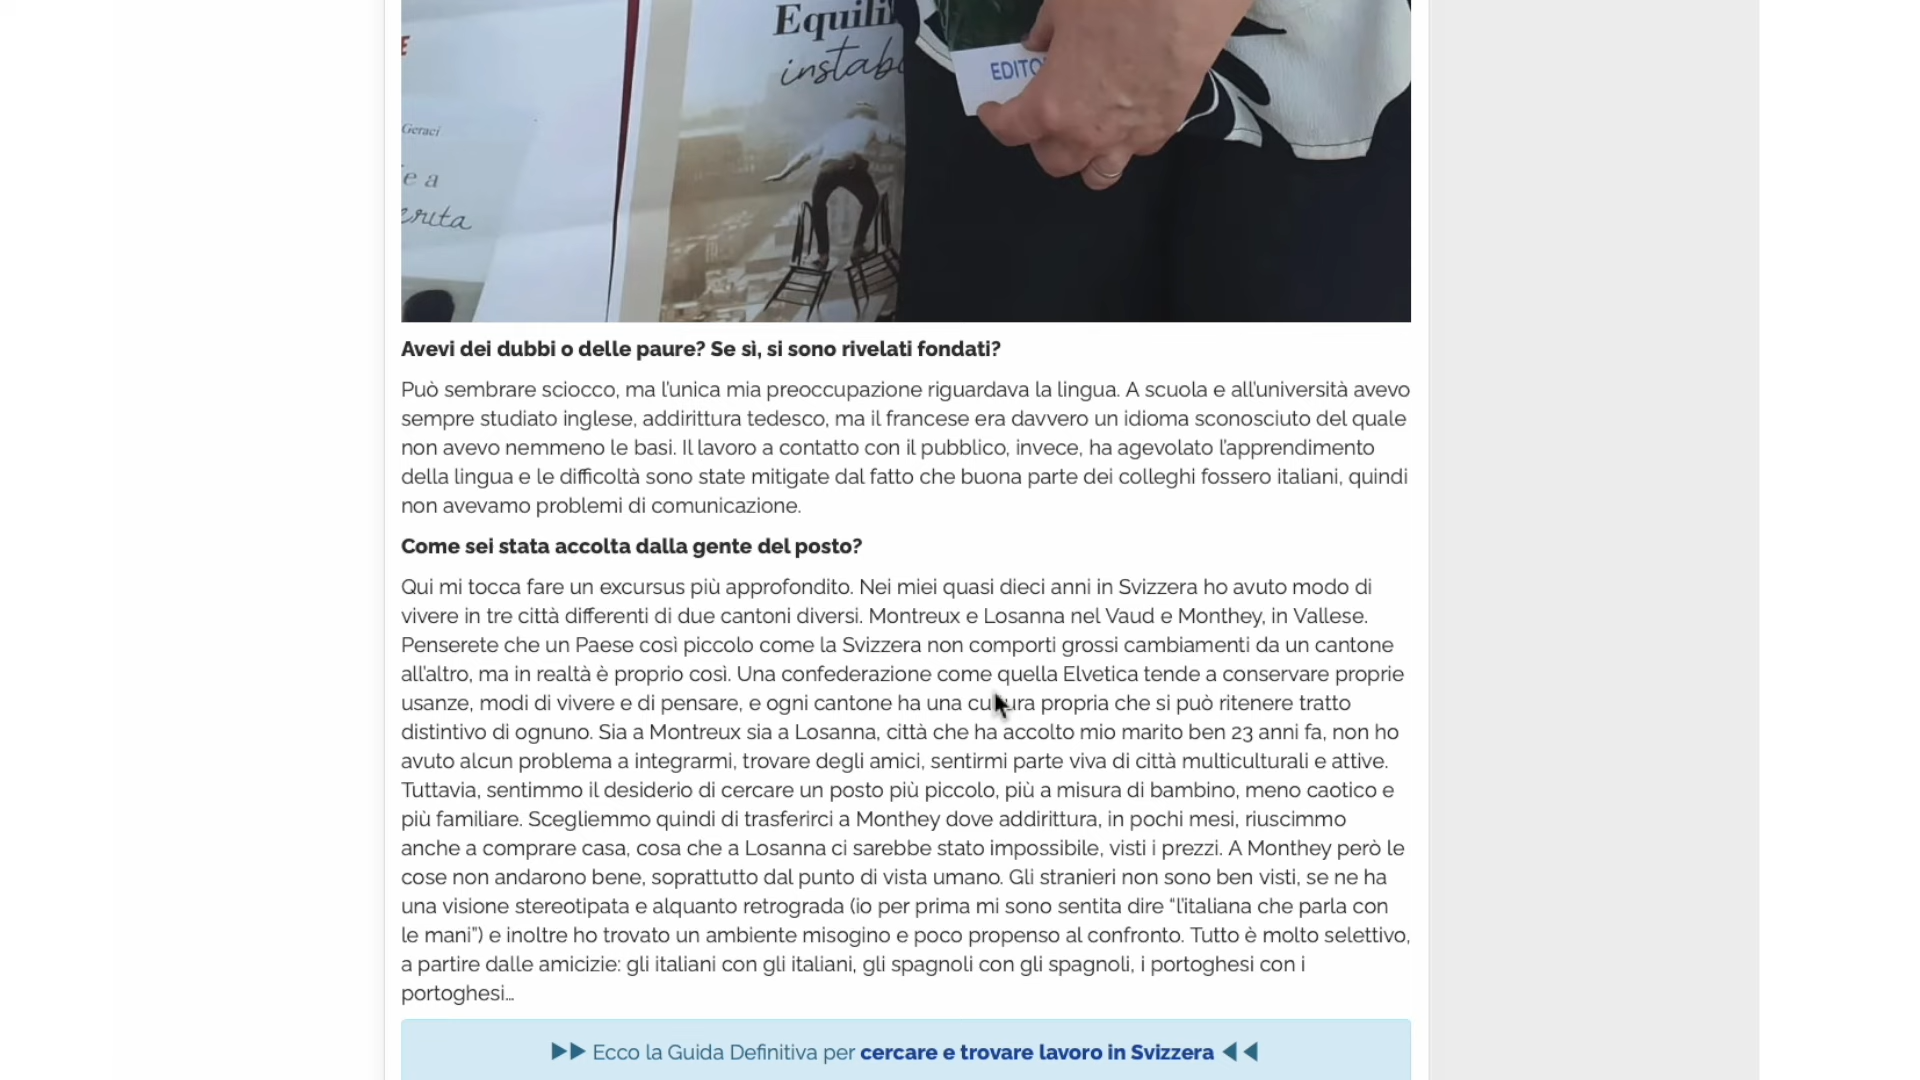 Equili
instab
E
EDITO
Geraci
e a
erita
Avevi dei dubbi o delle paure? Se sì, si sono rivelati fondati?
Può sembrare sciocco, ma l'unica mia preoccupazione riguardava la lingua. A scuola e all'università avevo
sempre studiato inglese, addirittura tedesco, ma il francese era davvero un idioma sconosciuto del quale
non avevo nemmeno le basi. Il lavoro a contatto con il pubblico, invece, ha agevolato l'apprendimento
della lingua e le difficoltà sono state mitigate dal fatto che buona parte dei colleghi fossero italiani, quindi
non avevamo problemi di comunicazione.
Come sei stata accolta dalla gente del posto?
Qui mi tocca fare un excursus più approfondito. Nei miei quasi dieci anni in Svizzera ho avuto modo di
vivere in tre città differenti di due cantoni diversi. Montreux e Losanna nel Vaud e Monthey, in Vallese.
Penserete che un Paese così piccolo come la Svizzera non comporti grossi cambiamenti da un cantone
all'altro, ma in realtà è proprio così. Una confederazione come quella Elvetica tende a conservare proprie
usanze, modi di vivere e di pensare, e ogni cantone ha una cultura propria che si può ritenere tratto
distintivo di ognuno. Sia a Montreux sia a Losanna, città che ha accolto mio marito ben 23 anni fa, non ho
avuto alcun problema a integrarmi, trovare degli amici, sentirmi parte viva di città multiculturali e attive.
Tuttavia, sentimmo il desiderio di cercare un posto più piccolo, più a misura di bambino, meno caotico e
più familiare. Scegliemmo quindi di trasferirci a Monthey dove addirittura, in pochi mesi, riuscimmo
anche a comprare casa, cosa che a Losanna ci sarebbe stato impossibile, visti i prezzi. A Monthey però le
cose non andarono bene, soprattutto dal punto di vista umano. Gli stranieri non sono ben visti, se ne ha
una visione stereotipata e alquanto retrograda (io per prima mi sono sentita dire “l'italiana che parla con
le mani”) e inoltre ho trovato un ambiente misogino e poco propenso al confronto. Tutto è molto selettivo,
a partire dalle amicizie: gli italiani con gli italiani, gli spagnoli con gli spagnoli, i portoghesi con i
portoghesi…
▶▶ Ecco la Guida Definitiva per cercare e trovare lavoro in Svizzera ◀◀